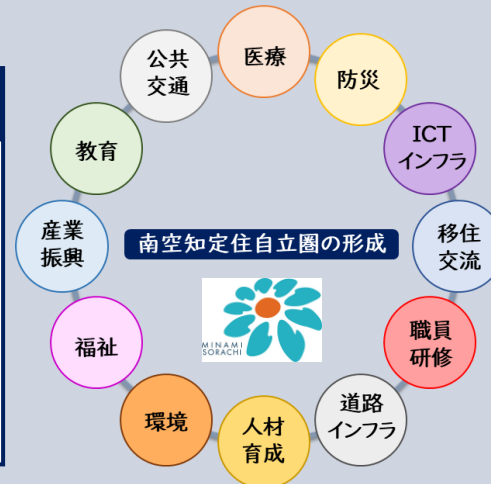 医療
防災
ICT
インフラ
移住
交流
職員
研修
道路
インフラ
人材
育成
環境
福祉
産業
振興
教育
公共
交通
南空知定住自立圏の形成
MINAMI
SORACHI